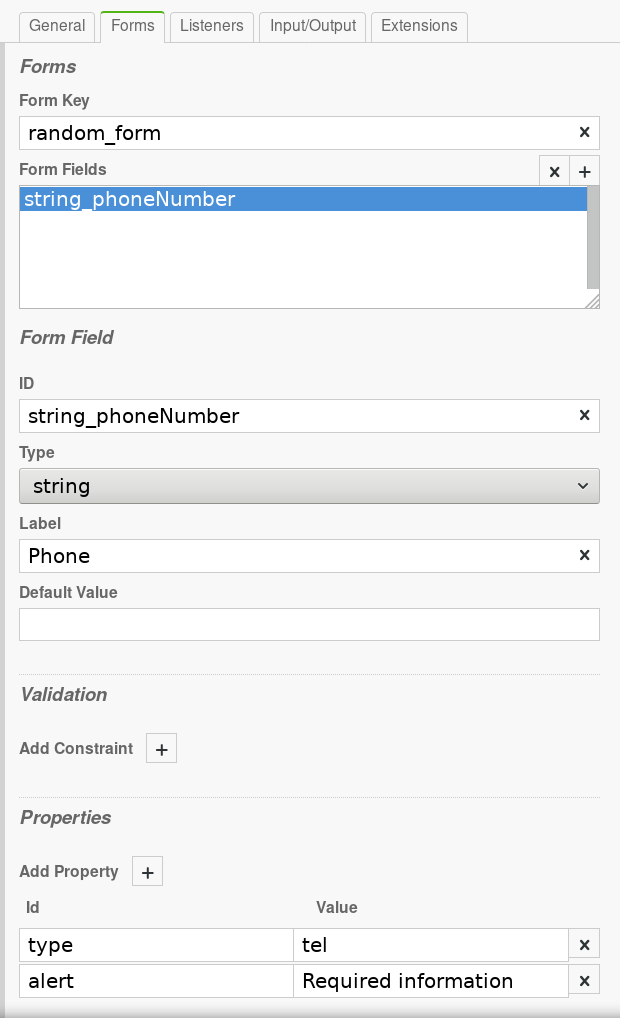 General Forms Listeners Input/Output Extensions
Forms
Form Key
random_form
Form Fields
string_phoneNumber
Form Field
ID
string_phoneNumber
Type
string
Label
Phone
Default Value
Validation
Add Constraint +
Properties
Add Property +
Id Value
type tel
alert Required information